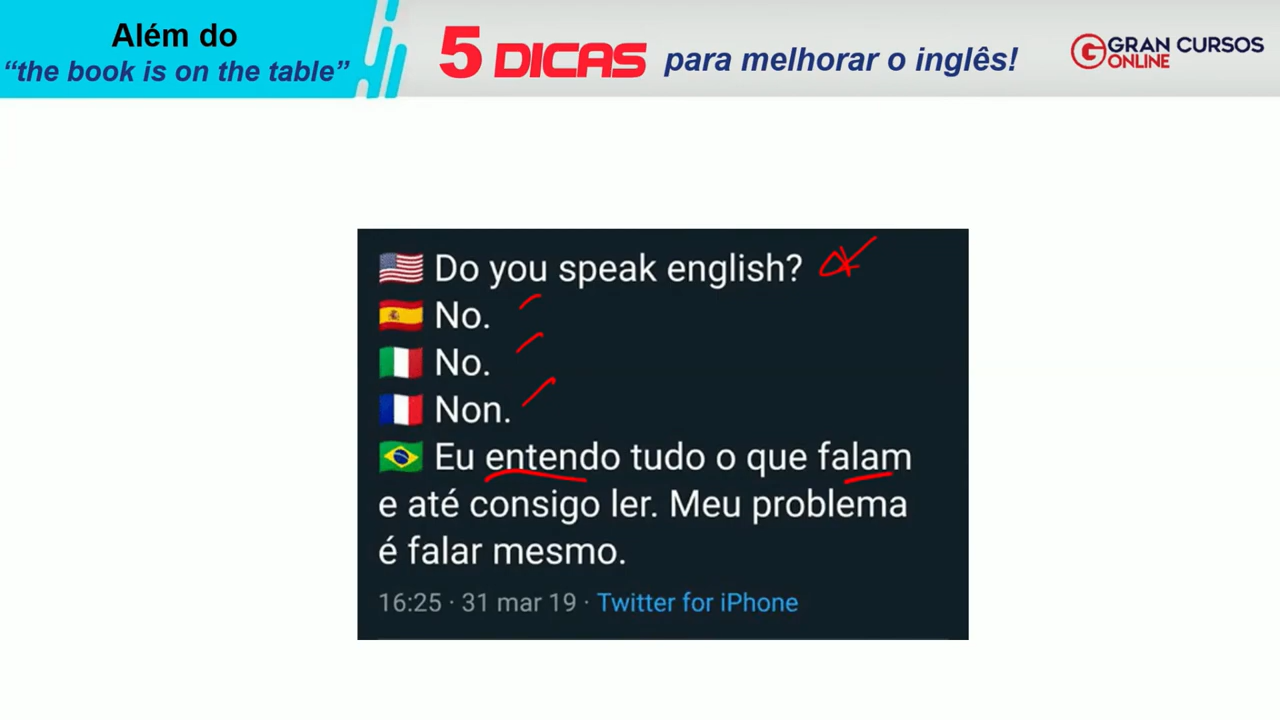 Além do
“the book is on the table”
5 DICAS para melhorar o inglês!
GRAN CURSOS
ONLINE
Do you speak english?
No.
No.
Non.
Eu entendo tudo o que falam
e até consigo ler. Meu problema
é falar mesmo.
16:25 · 31 mar 19 · Twitter for iPhone